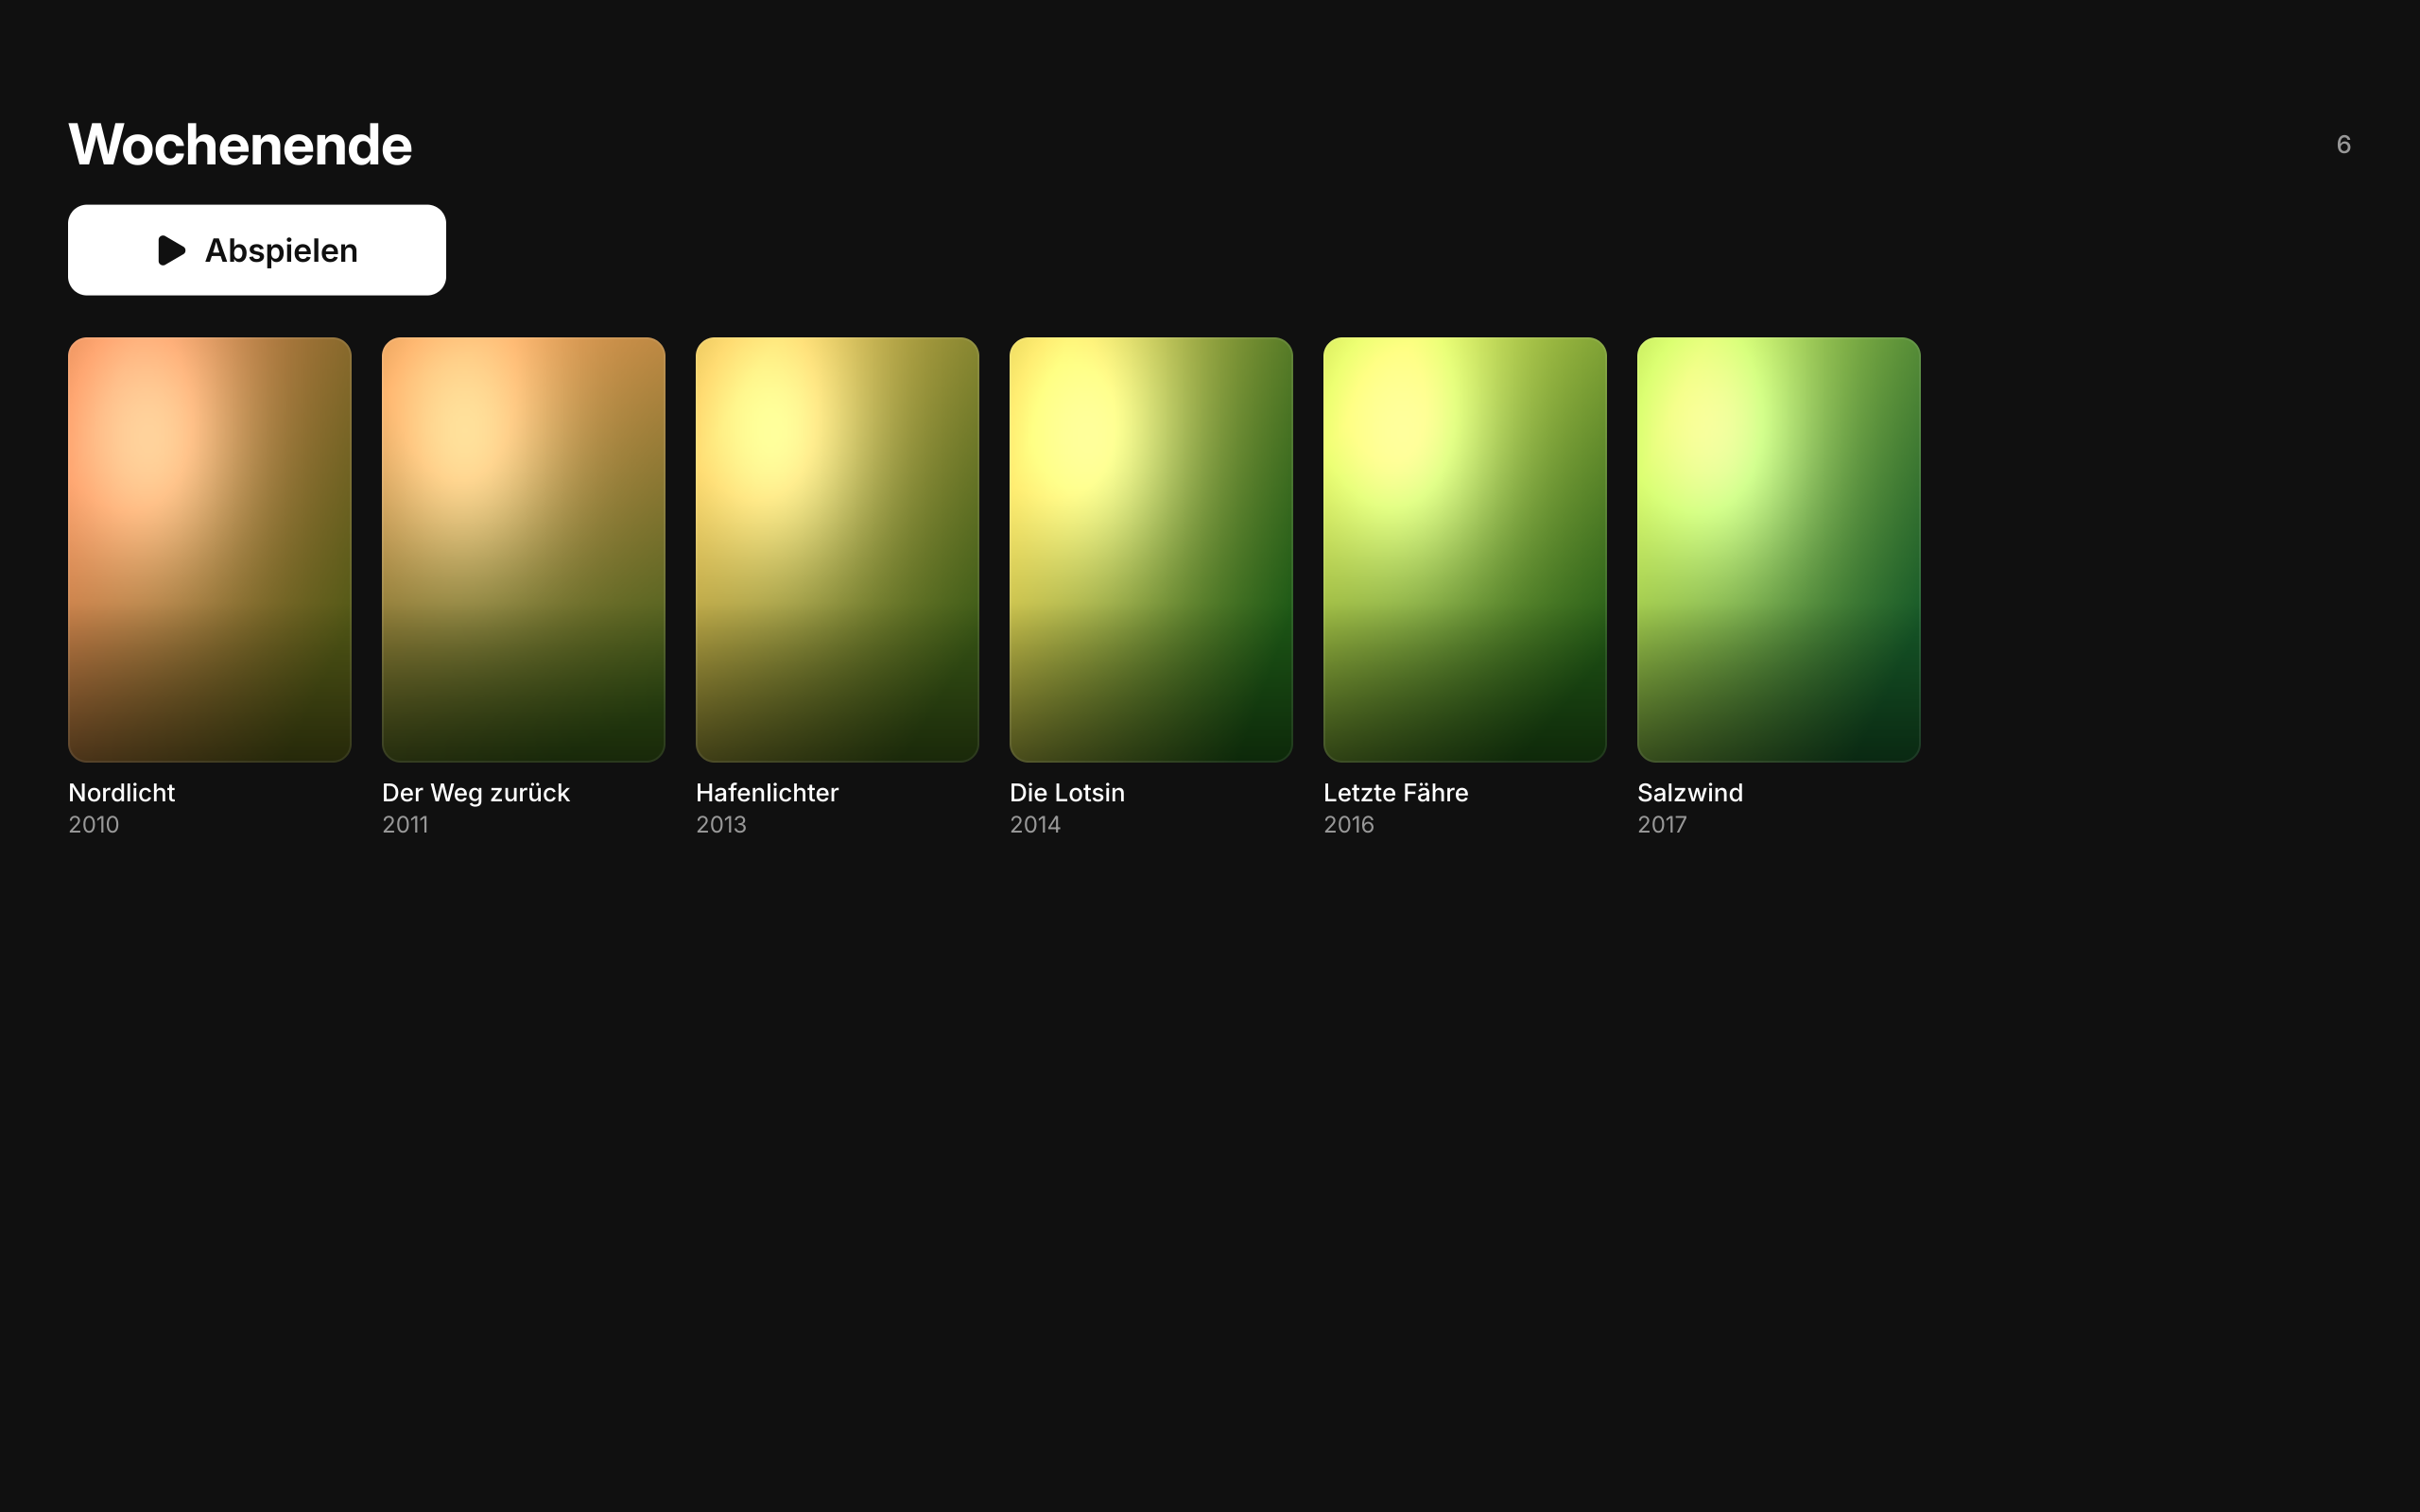 Wochenende
6
Abspielen
Nordlicht
2010
Der Weg zurück
2011
Hafenlichter
2013
Die Lotsin
2014
Letzte Fähre
2016
Salzwind
2017